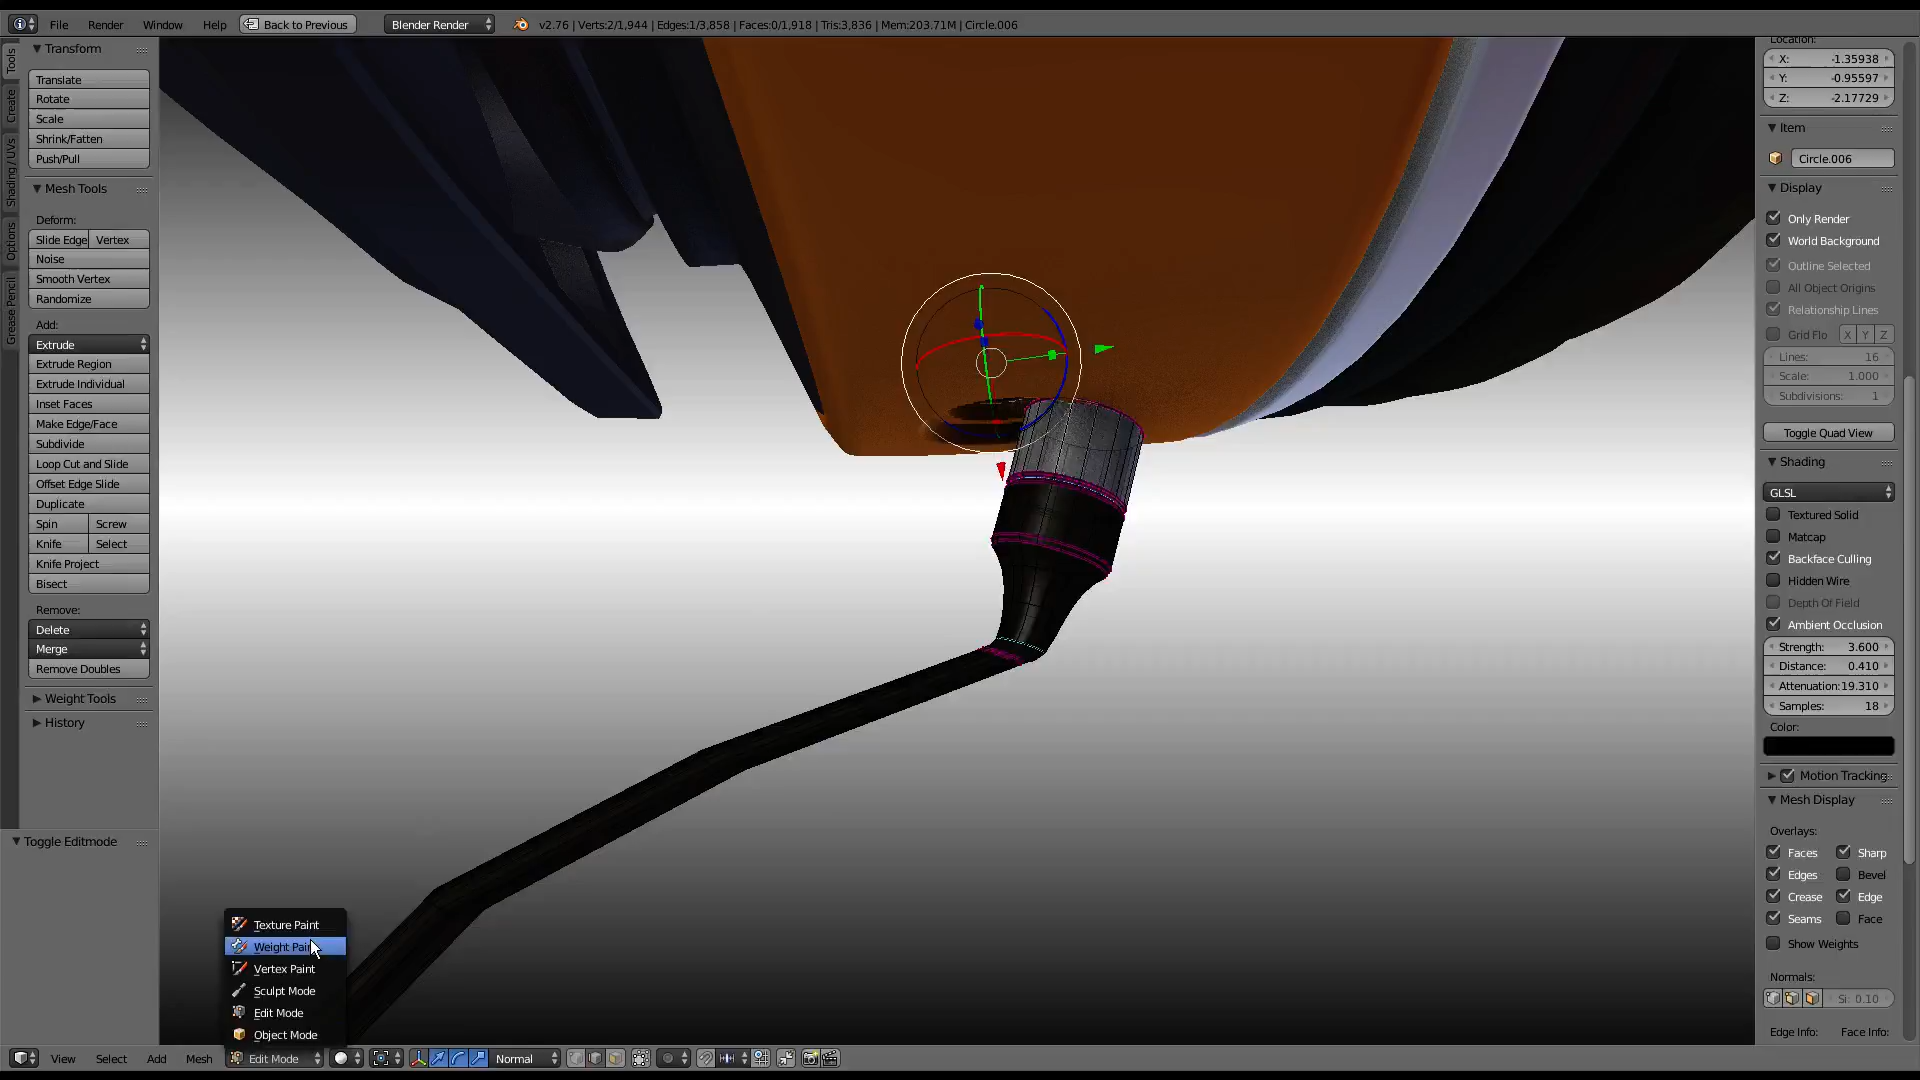 File Render Window Help Back to Previous Blender Render v2.76 | Verts:2/1,944 | Edges:1/3,858 | Faces:0/1,918 | Tris:3,836 | Mem:203.71M | Circle.006
Tools
Create
Shading / UVs
Options
Grease Pencil
Transform
Translate
Rotate
Scale
Shrink/Fatten
Push/Pull
Mesh Tools
Deform:
Slide Edge Vertex
Noise
Smooth Vertex
Randomize
Add:
Extrude
Extrude Region
Extrude Individual
Inset Faces
Make Edge/Face
Subdivide
Loop Cut and Slide
Offset Edge Slide
Duplicate
Spin Screw
Knife Select
Knife Project
Bisect
Remove:
Delete
Merge
Remove Doubles
Weight Tools
History
Toggle Editmode
Texture Paint
Weight
Vertex Paint
Sculpt Mode
Edit Mode
Object Mode
View Select Add Mesh Edit Mode Normal
Location:
X: -1.35938
Y: -0.95597
Z: -2.17729
Item
Circle.006
Display
Only Render
World Background
Outline Selected
All Object Origins
Relationship Lines
Grid Flo X Y Z
Lines: 16
Scale: 1.000
Subdivisions: 1
Toggle Quad View
Shading
GLSL
Textured Solid
Matcap
Backface Culling
Hidden Wire
Depth Of Field
Ambient Occlusion
Strength: 3.600
Distance: 0.410
Attenuation: 19.310
Samples: 18
Color:
Motion Tracking
Mesh Display
Overlays:
Faces Sharp
Edges Bevel
Crease Edge
Seams Face
Show Weights
Normals:
Si: 0.10
Edge Info: Face Info: